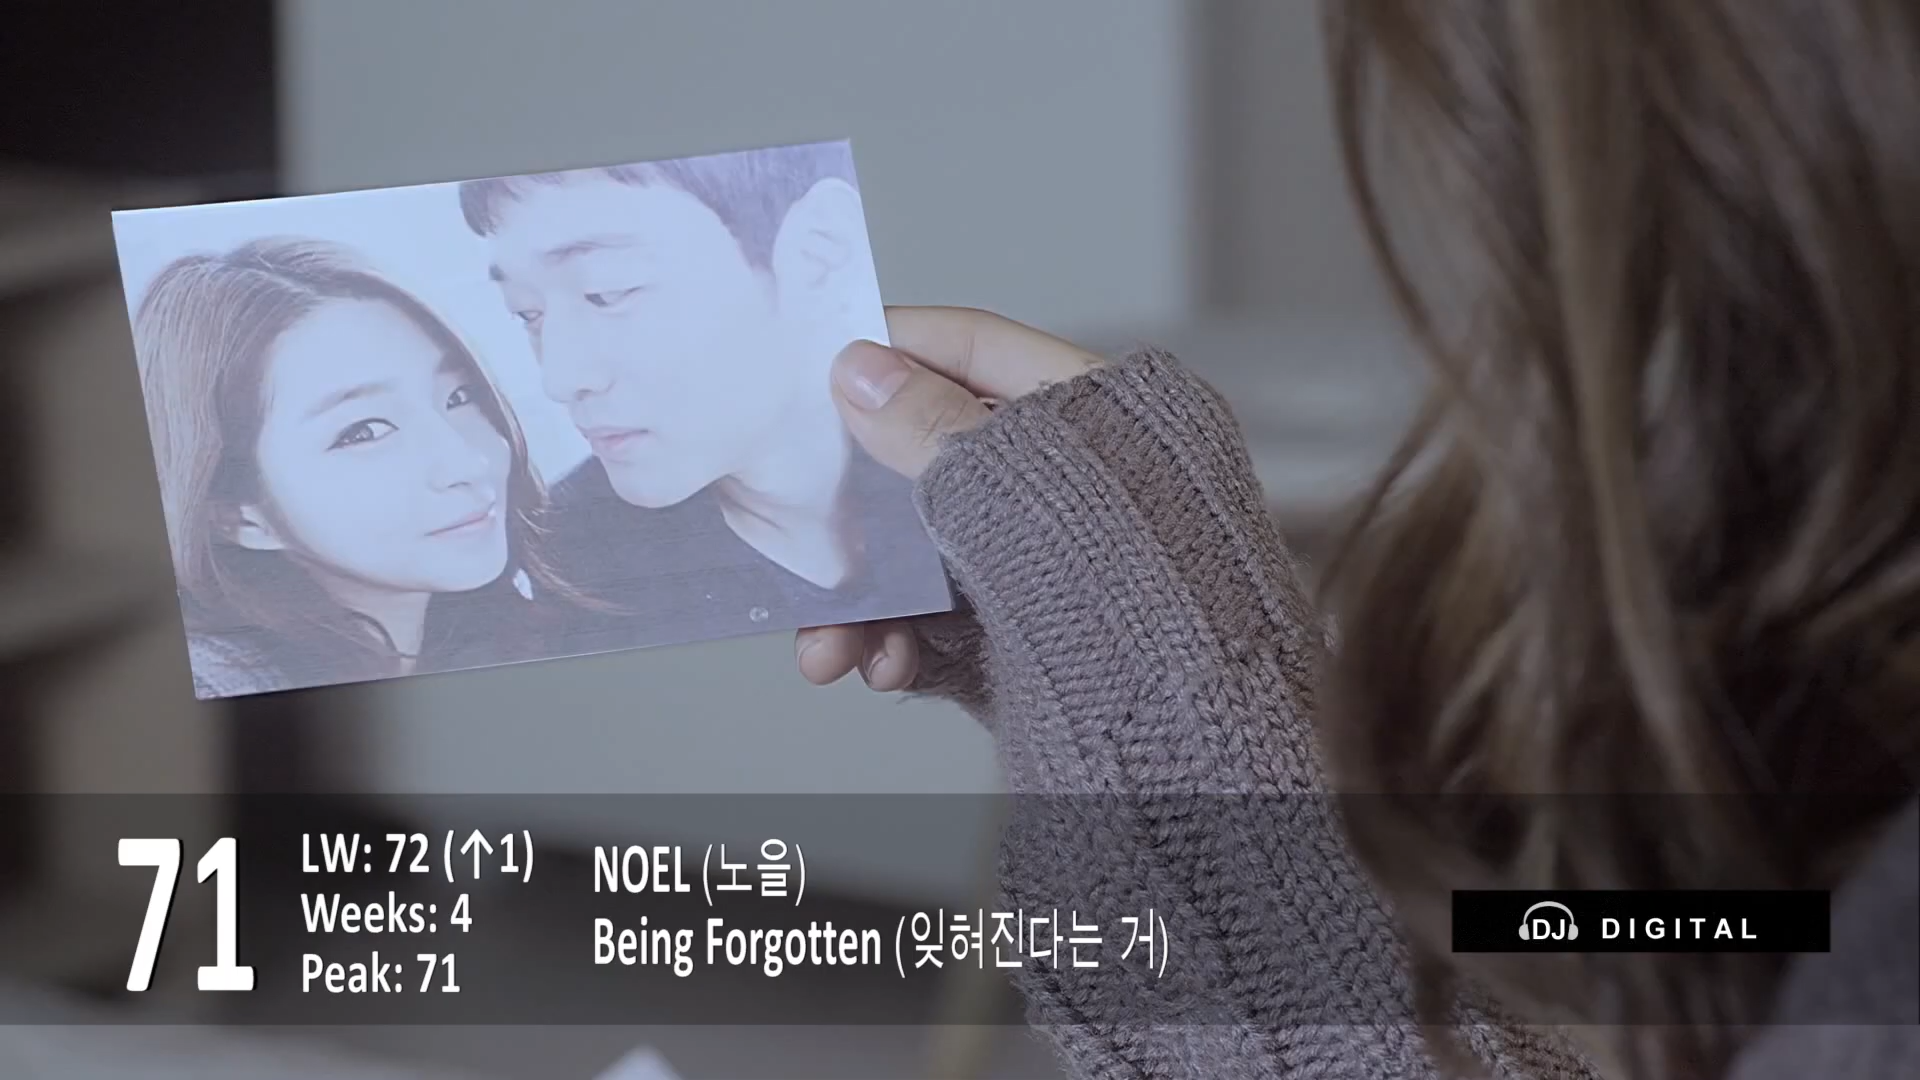 71
LW: 72 (↑1)
Weeks: 4
Peak: 71
NOEL (노을)
Being Forgotten (잊혀진다는 거)
DJ DIGITAL